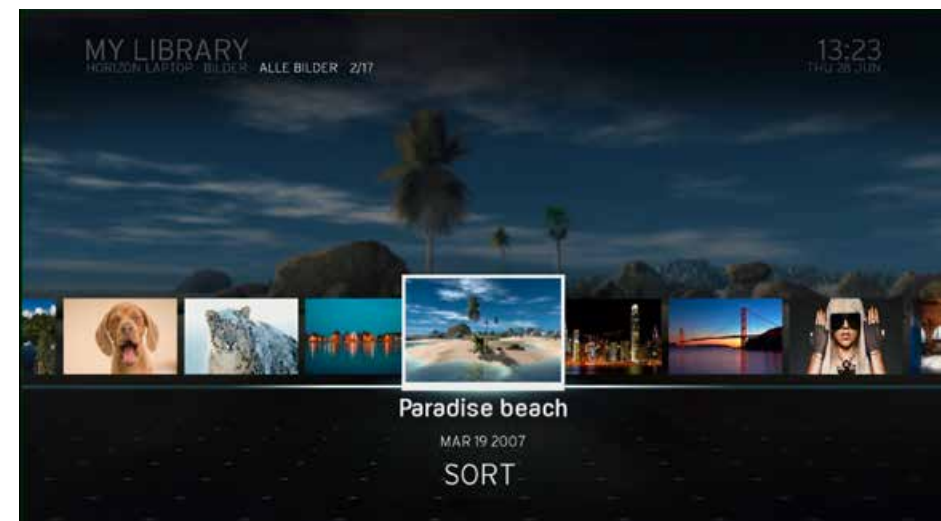 MY LIBRARY
13:23
HORIZON LAPTOP BILDER ALLE BILDER 2/17
THU 28 JUN
Paradise beach
MAR 19 2007
SORT